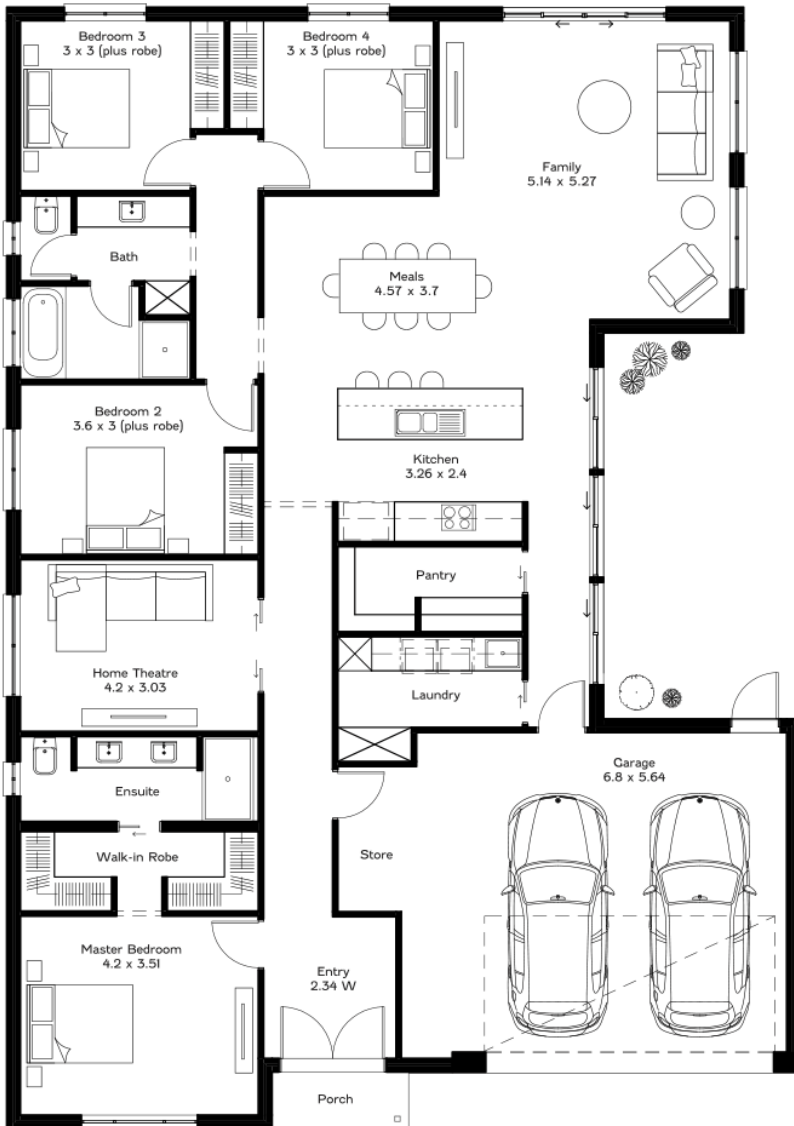 Bedroom 3
3 x 3 (plus robe)
Bedroom 4
3 x 3 (plus robe)
Family
5.14 x 5.27
Bath
Meals
4.57 x 3.7
Bedroom 2
3.6 x 3 (plus robe)
Kitchen
3.26 x 2.4
Pantry
Home Theatre
4.2 x 3.03
Laundry
Garage
6.8 x 5.64
Ensuite
Walk-in Robe
Store
Master Bedroom
4.2 x 3.51
Entry
2.34 W
Porch